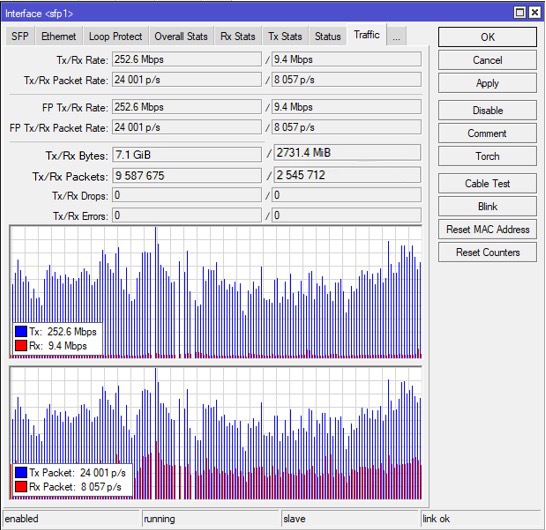 Interface <sfp1>
SFP Ethernet Loop Protect Overall Stats Rx Stats Tx Stats Status Traffic ...
Tx/Rx Rate: 252.6 Mbps / 9.4 Mbps
Tx/Rx Packet Rate: 24 001 p/s / 8 057 p/s
FP Tx/Rx Rate: 252.6 Mbps / 9.4 Mbps
FP Tx/Rx Packet Rate: 24 001 p/s / 8 057 p/s
Tx/Rx Bytes: 7.1 GiB / 2731.4 MiB
Tx/Rx Packets: 9 587 675 / 2 545 712
Tx/Rx Drops: 0 / 0
Tx/Rx Errors: 0 / 0
Tx: 252.6 Mbps
Rx: 9.4 Mbps
Tx Packet: 24 001 p/s
Rx Packet: 8 057 p/s
OK
Cancel
Apply
Disable
Comment
Torch
Cable Test
Blink
Reset MAC Address
Reset Counters
enabled running slave link ok